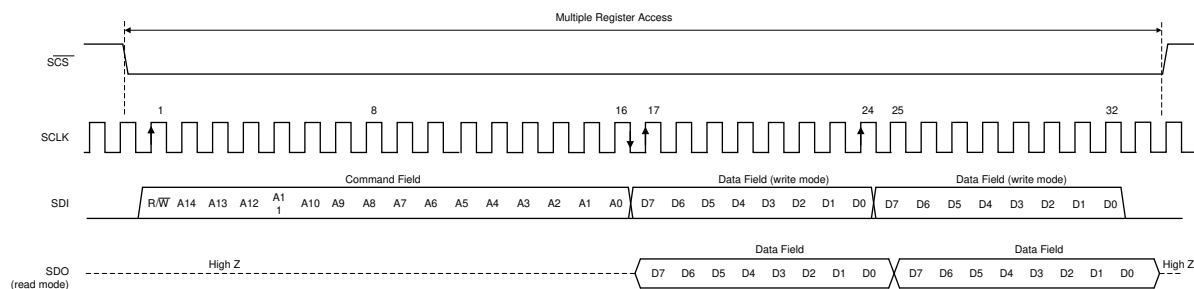 Multiple Register Access
SCS
1 8 16 17 24 25 32
SCLK
Command Field Data Field (write mode) Data Field (write mode)
SDI R/W A14 A13 A12 A1 A10 A9 A8 A7 A6 A5 A4 A3 A2 A1 A0 D7 D6 D5 D4 D3 D2 D1 D0 D7 D6 D5 D4 D3 D2 D1 D0
1
Data Field Data Field
High Z High Z
SDO D7 D6 D5 D4 D3 D2 D1 D0 D7 D6 D5 D4 D3 D2 D1 D0
(read mode)